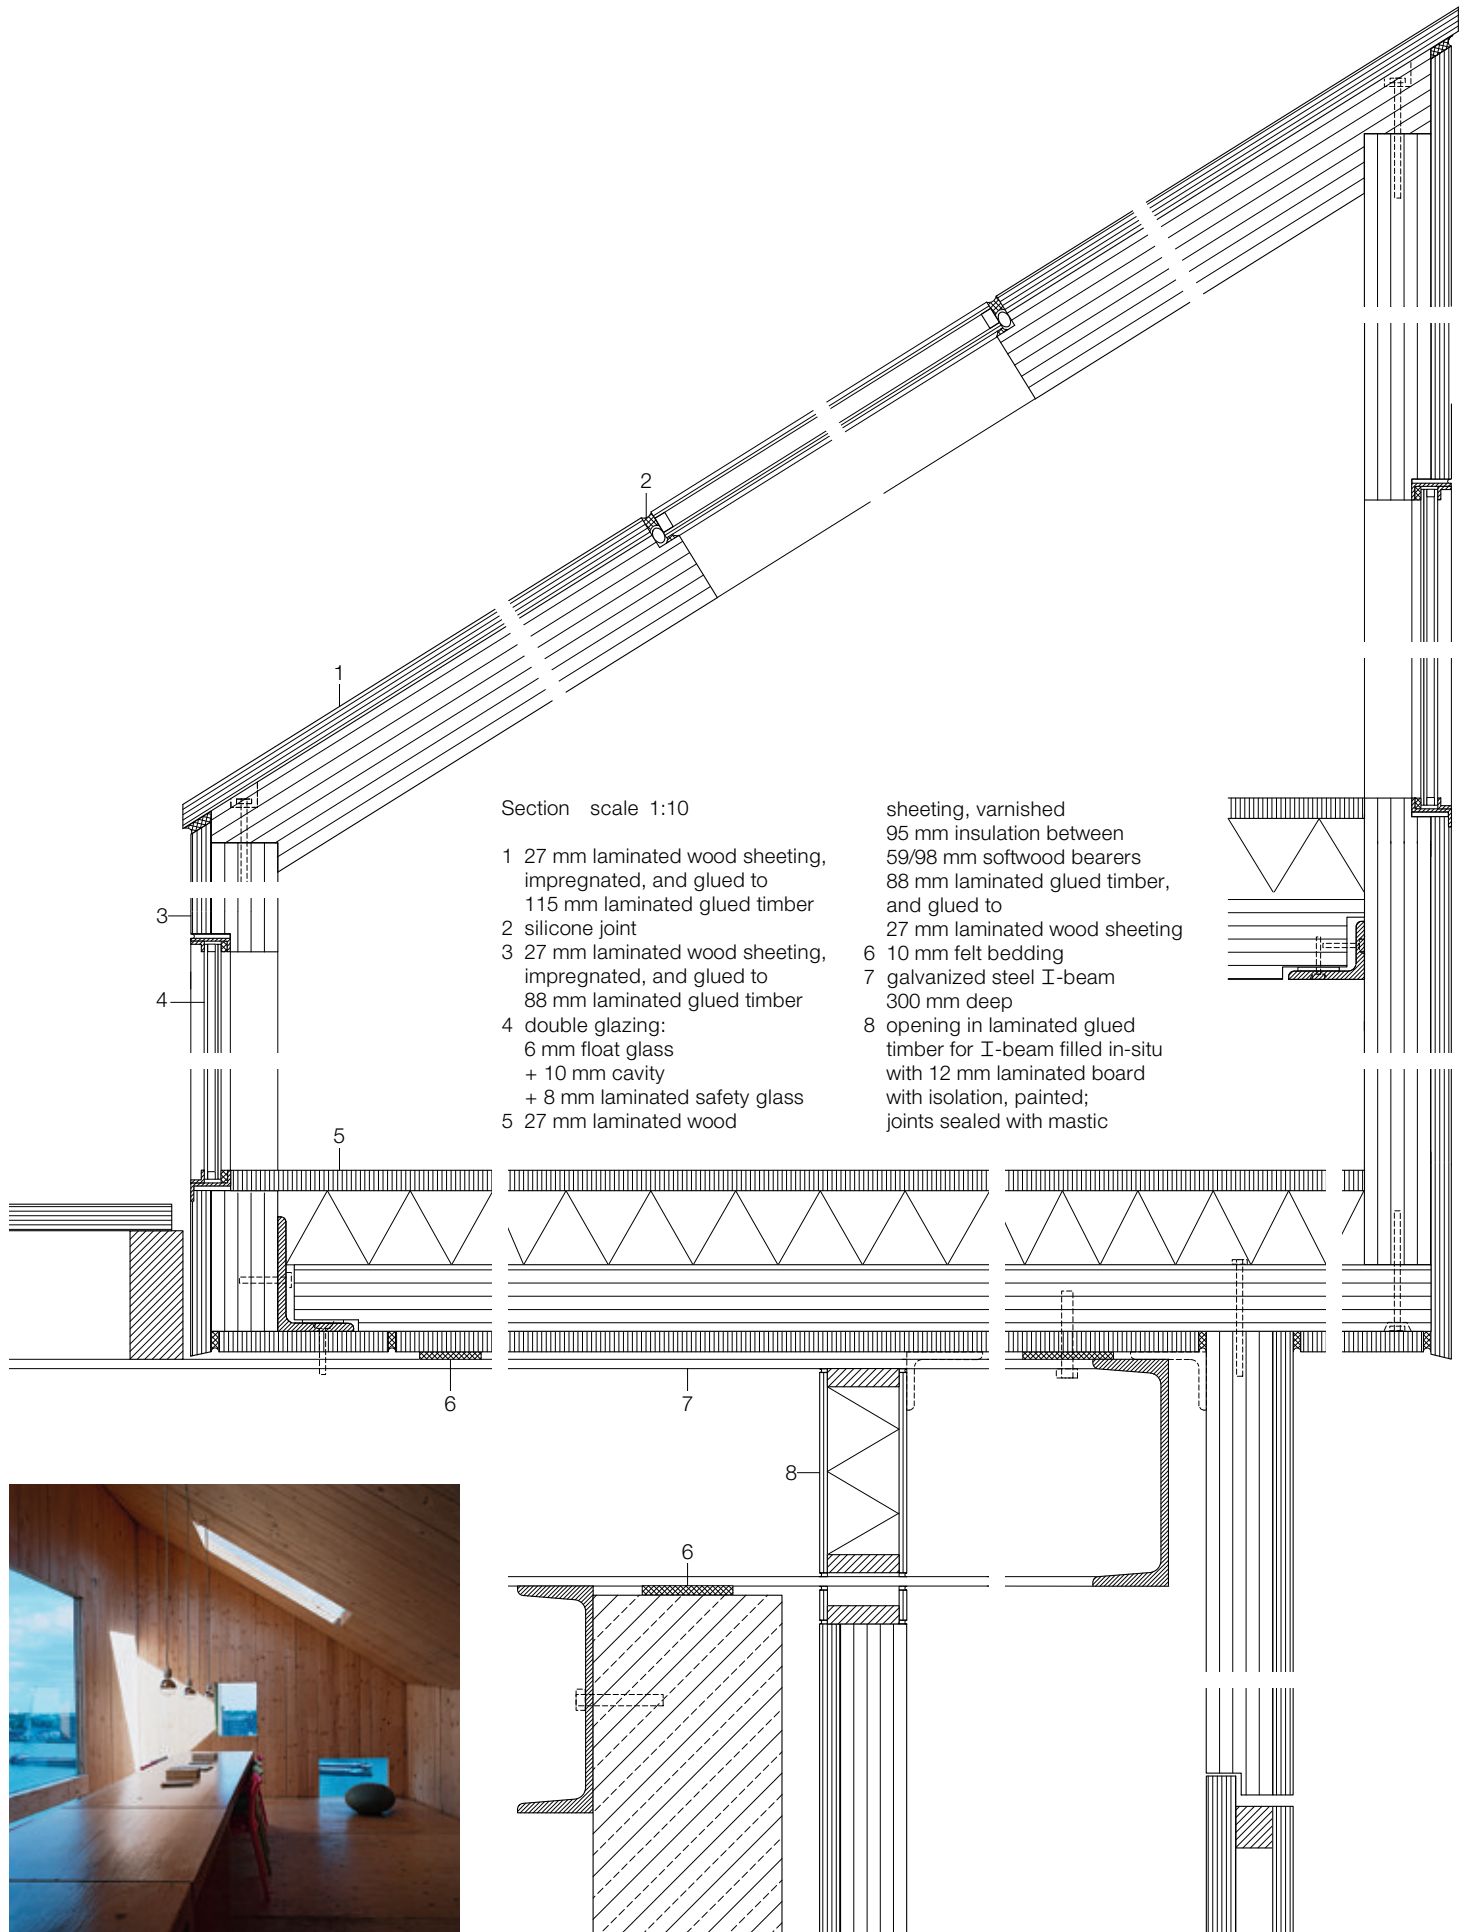 2
1
Section scale 1:10
1 27 mm laminated wood sheeting,
impregnated, and glued to
115 mm laminated glued timber
2 silicone joint
3 27 mm laminated wood sheeting,
impregnated, and glued to
88 mm laminated glued timber
4 double glazing:
6 mm float glass
+ 10 mm cavity
+ 8 mm laminated safety glass
5 27 mm laminated wood
sheeting, varnished
95 mm insulation between
59/98 mm softwood bearers
88 mm laminated glued timber,
and glued to
27 mm laminated wood sheeting
6 10 mm felt bedding
7 galvanized steel I-beam
300 mm deep
8 opening in laminated glued
timber for I-beam filled in-situ
with 12 mm laminated board
with isolation, painted;
joints sealed with mastic
3
4
5
6
7
8
6